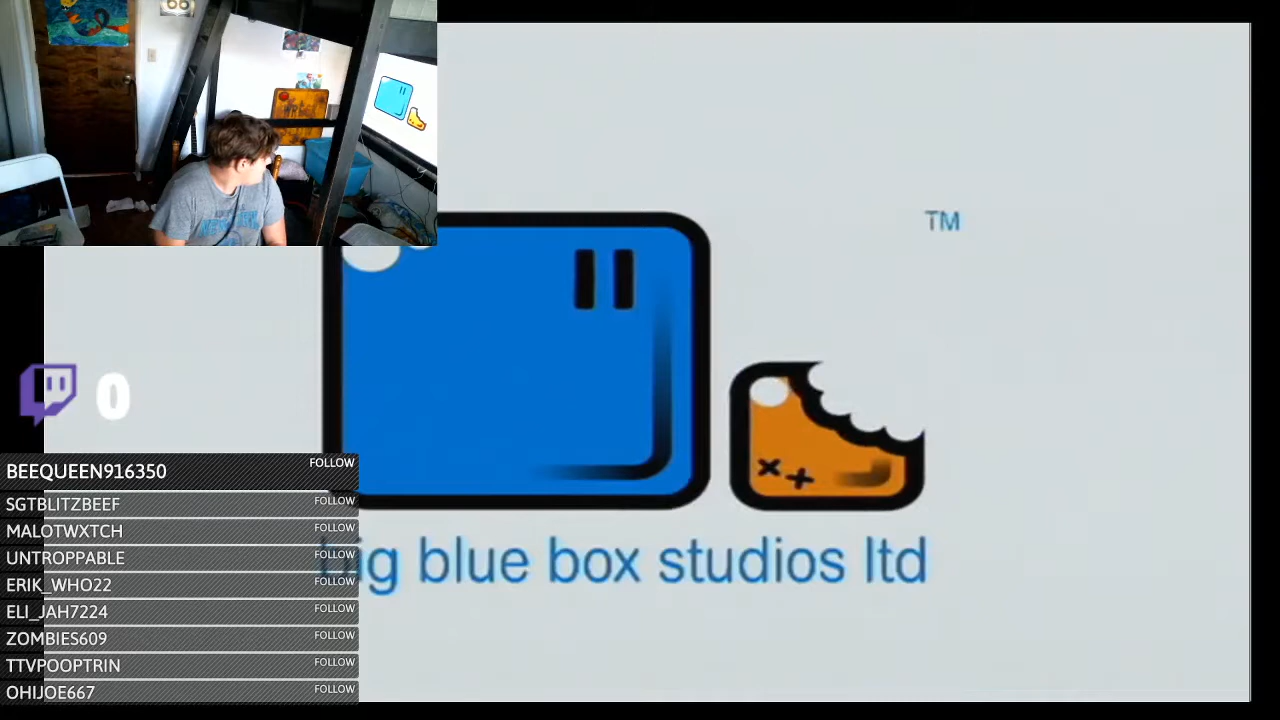 TM
0
BEEQUEEN916350 FOLLOW
SGTBLITZBEEF FOLLOW
MALOTWXTCH FOLLOW
UNTROPPABLE FOLLOW
ERIK_WHO22 FOLLOW
ELI_JAH7224 FOLLOW
ZOMBIES609 FOLLOW
TTVPOOPTRIN FOLLOW
OHIJOE667 FOLLOW
big blue box studios ltd